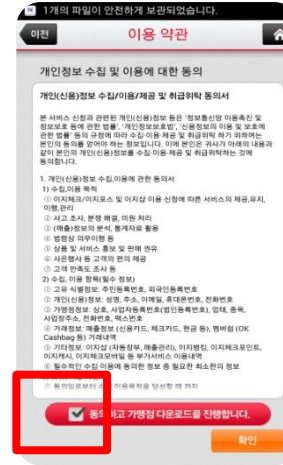 1개의 파일이 안전하게 보관되었습니다.
이전
이용 약관
개인정보 수집 및 이용에 대한 동의
개인(신용)정보 수집/이용/제공 및 취급위탁 동의서
본 서비스 신청과 관련된 개인(신용)정보 등은 '정보통신망 이용촉진 및
정보보호 등에 관한 법률', '개인정보보호법', '신용정보의 이용 및 보호에
관한 법률' 등의 규정에 따라 수집·이용·제공 및 취급위탁 하기 위하여는
본인의 동의를 얻어야 하는 정보입니다. 이에 본인은 귀사가 아래의 내용과
같이 본인의 개인(신용)정보를 수집·이용·제공 및 취급위탁하는 것에
동의합니다.
1. 개인(신용)정보 수집,이용에 관한 동의서
1) 수집,이용 목적
① 이지체크/이지포스 및 이지샵 이용 신청에 따른 서비스의 제공,유지,
이행,관리
② 사고 조사, 분쟁 해결, 민원 처리
③ (매출)정보의 분석, 통계자료 활용
④ 법령상 의무이행 등
⑤ 상품 및 서비스 홍보 및 판매 권유
⑥ 사은행사 등 고객의 편의 제공
⑦ 고객 만족도 조사 등
2) 수집, 이용 항목(필수 정보)
① 고유 식별정보: 주민등록번호, 외국인등록번호
② 개인(신용)정보: 성명, 주소, 이메일, 휴대폰번호, 전화번호
③ 가맹점정보: 상호, 사업자등록번호(법인등록번호), 업태, 종목,
사업장주소, 전화번호, 팩스번호
④ 거래정보: 매출정보 (신용카드, 체크카드, 현금 등), 멤버쉽 (OK
Cashbag 등) 거래내역
⑤ 기타정보: 이지샵 (자동장부, 매출관리), 이지뱅킹, 이지체크포인트,
이지캐시, 이지체크모바일 등 부가서비스 이용내역
⑥ 필수적인 수집·이용에 동의한 정보 중 필요한 최소한의 정보
동의하고 가맹점 다운로드를 진행합니다.
확인